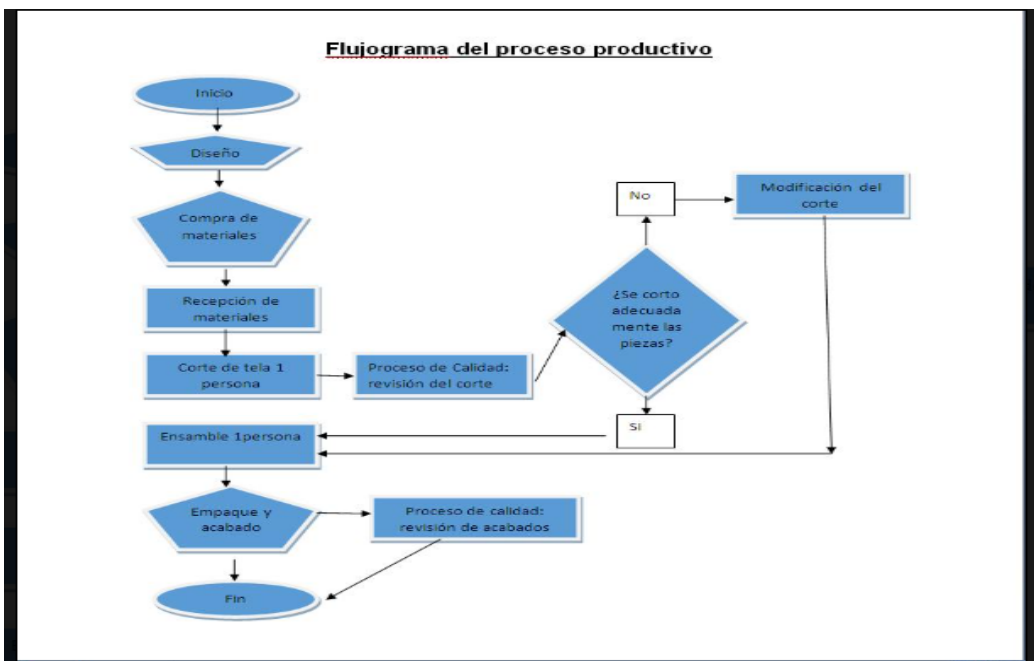 Flujograma del proceso productivo
Inicio
Diseño
Compra de
materiales
Recepción de
materiales
Corte de tela 1
persona
Proceso de Calidad:
revisión del corte
¿Se corto
adecuada
mente las
piezas?
No
Modificación del
corte
Si
Ensamble 1persona
Empaque y
acabado
Proceso de calidad:
revisión de acabados
Fin